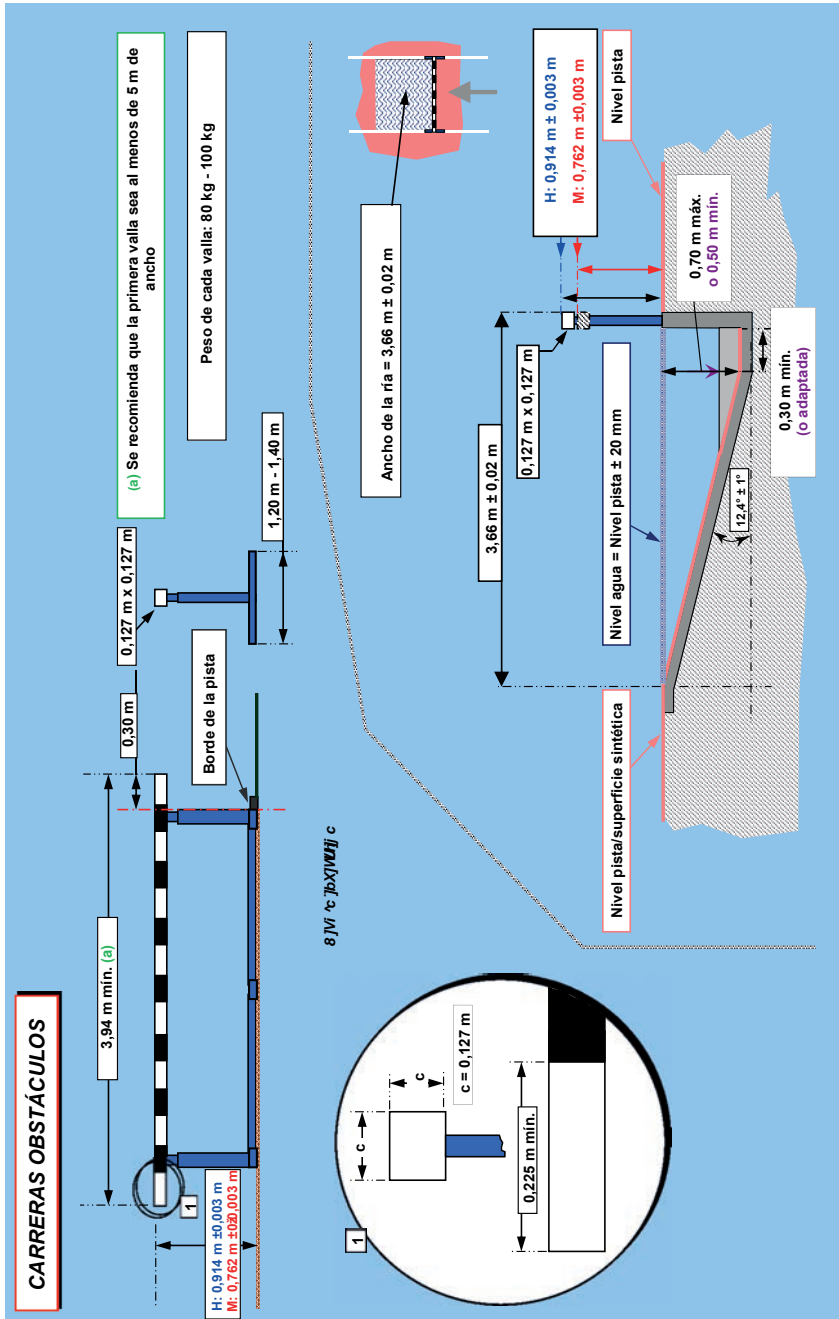 CARRERAS OBSTÁCULOS
3,94 m mín. (a)
0,30 m
0,127 m x 0,127 m
(a) Se recomienda que la primera valla sea al menos de 5 m de
ancho
Peso de cada valla: 80 kg - 100 kg
1
H: 0,914 m ±0,003 m
M: 0,762 m
Borde de la pista
1,20 m - 1,40 m
1
c
c
c = 0,127 m
0,225 m mín.
Ancho de la ría = 3,66 m ± 0,02 m
H: 0,914 m ± 0,003 m
M: 0,762 m ±0,003 m
0,127 m x 0,127 m
3,66 m ± 0,02 m
Nivel pista
Nivel agua = Nivel pista ± 20 mm
Nivel pista/superficie sintética
0,70 m máx.
o 0,50 m mín.
12,4° ± 1°
0,30 m mín.
(o adaptada)